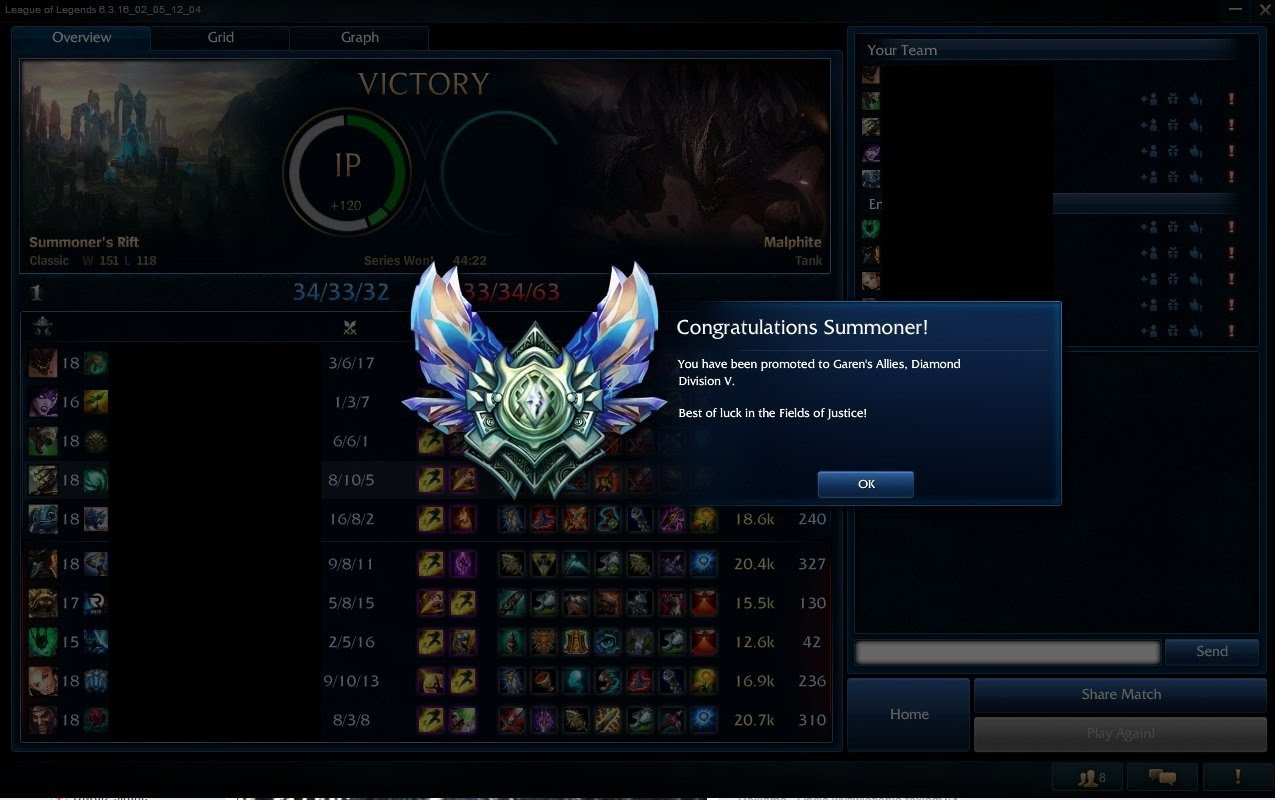 League of Legends 6.3.16_02_05_12_04
Overview
Grid
Graph
VICTORY
IP
+120
Summoner's Rift
Classic W 151 L 118
Series Won! 44:22
Malphite
Tank
1
34/33/32
33/34/63
18 3/6/17
16 1/3/7
18 6/6/1
18 8/10/5
18 16/8/2 18.6k 240
18 9/8/11 20.4k 327
17 5/8/15 15.5k 130
15 2/5/16 12.6k 42
18 9/10/13 16.9k 236
18 8/3/8 20.7k 310
Congratulations Summoner!
You have been promoted to Garen's Allies, Diamond
Division V.
Best of luck in the Fields of Justice!
OK
Your Team
En
Send
Home
Share Match
Play Again!
8